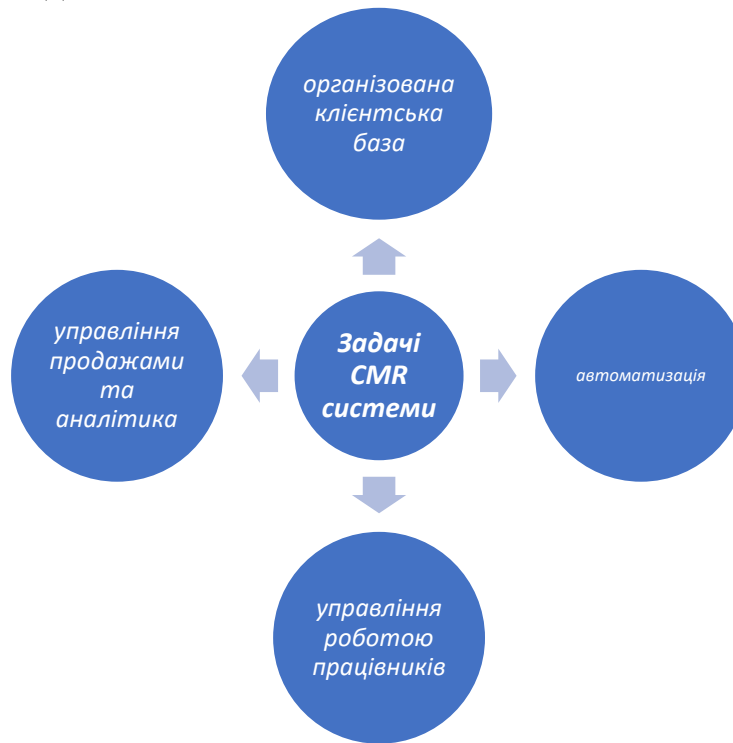 організована
клієнтська
база
управління
продажами
та
аналітика
Задачі
CMR
системи
автоматизація
управління
роботою
працівників